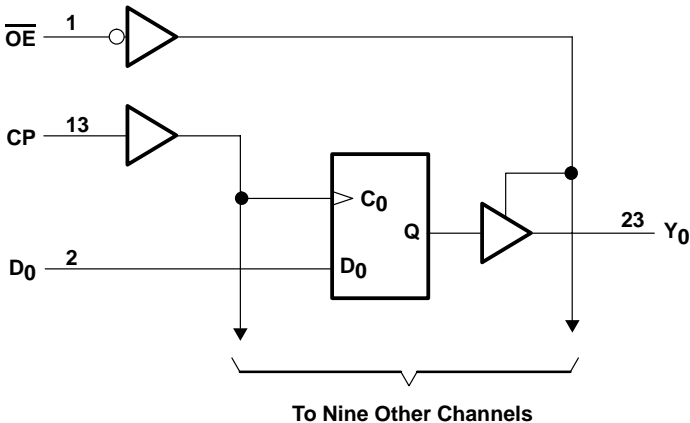 OE 1
CP 13
C0
Q
23 Y0
D0 2
D0
To Nine Other Channels